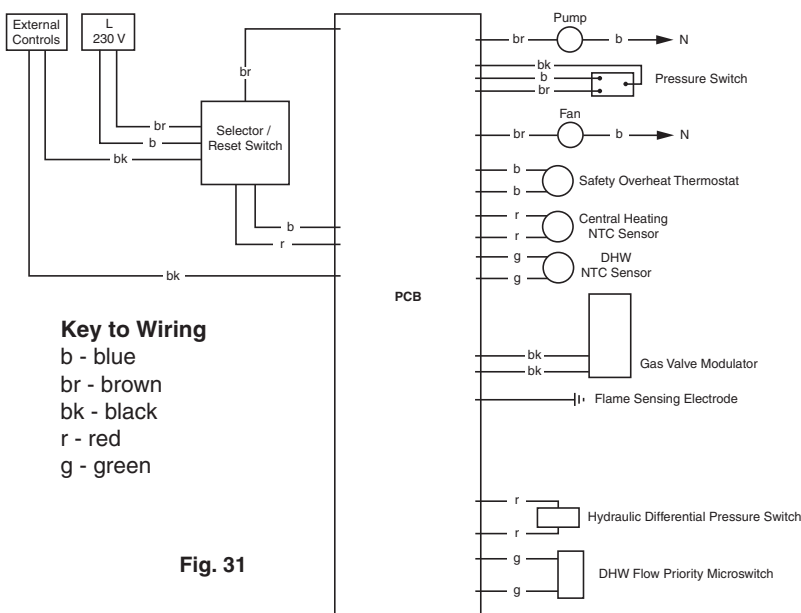 External
Controls
L
230 V
br
br
b
bk
Selector /
Reset Switch
b
r
bk
PCB
Pump
br
b
N
bk
b
br
Pressure Switch
Fan
br
b
N
b
b
Safety Overheat Thermostat
r
r
Central Heating
NTC Sensor
g
g
DHW
NTC Sensor
bk
bk
Gas Valve Modulator
Flame Sensing Electrode
r
r
Hydraulic Differential Pressure Switch
g
g
DHW Flow Priority Microswitch
Key to Wiring
b - blue
br - brown
bk - black
r - red
g - green
Fig. 31